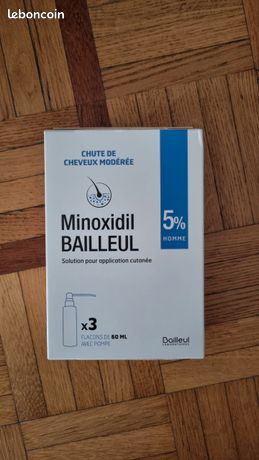 leboncoin
CHUTE DE
CHEVEUX MODÉRÉE
Minoxidil
BAILLEUL
5%
HOMME
Solution pour application cutanée
x3
FLACONS DE 60 ML
AVEC POMPE
Bailleul
LABORATOIRES